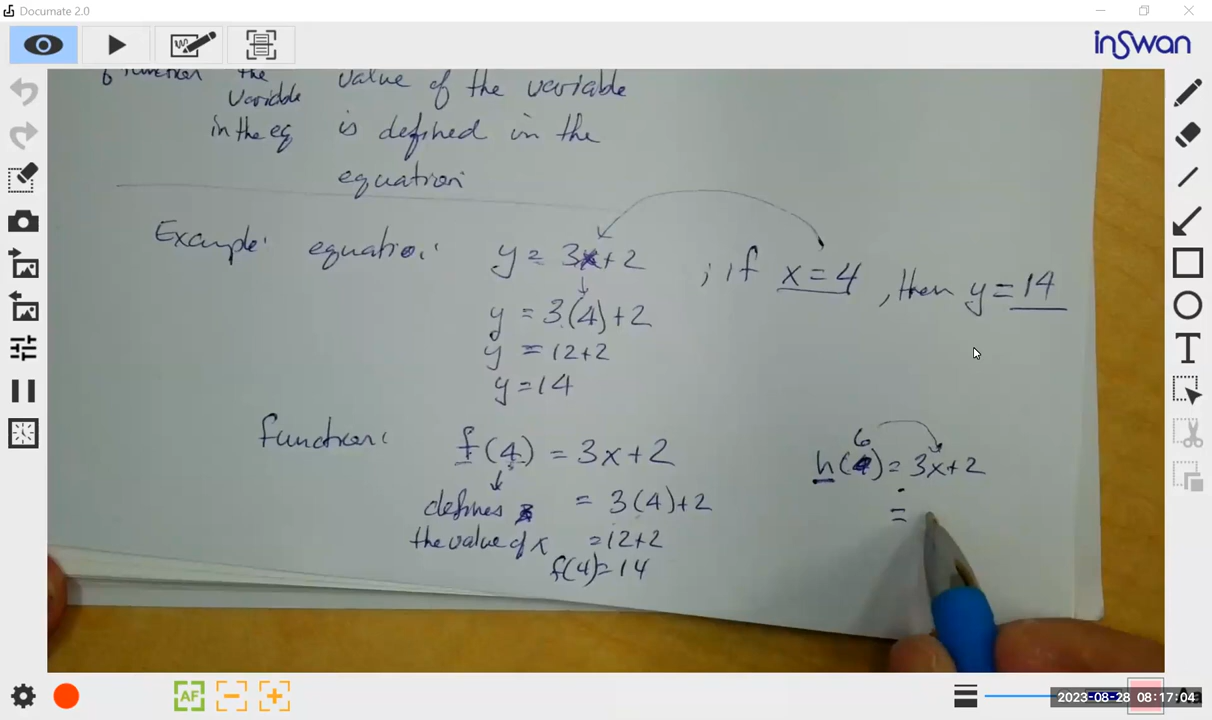 Documate 2.0
inSwan
function the value of the variable
variable
in the eq is defined in the
equation
Example: equation: y = 3x+2 ; if x = 4 , then y = 14
y = 3(4)+2
y = 12+2
y = 14
function: f(4) = 3x+2
defines = 3(4)+2
the value of x = 12+2
f(4) = 14
6
h( ) = 3x+2
=
T
AF
2023-08-28 08:17:04